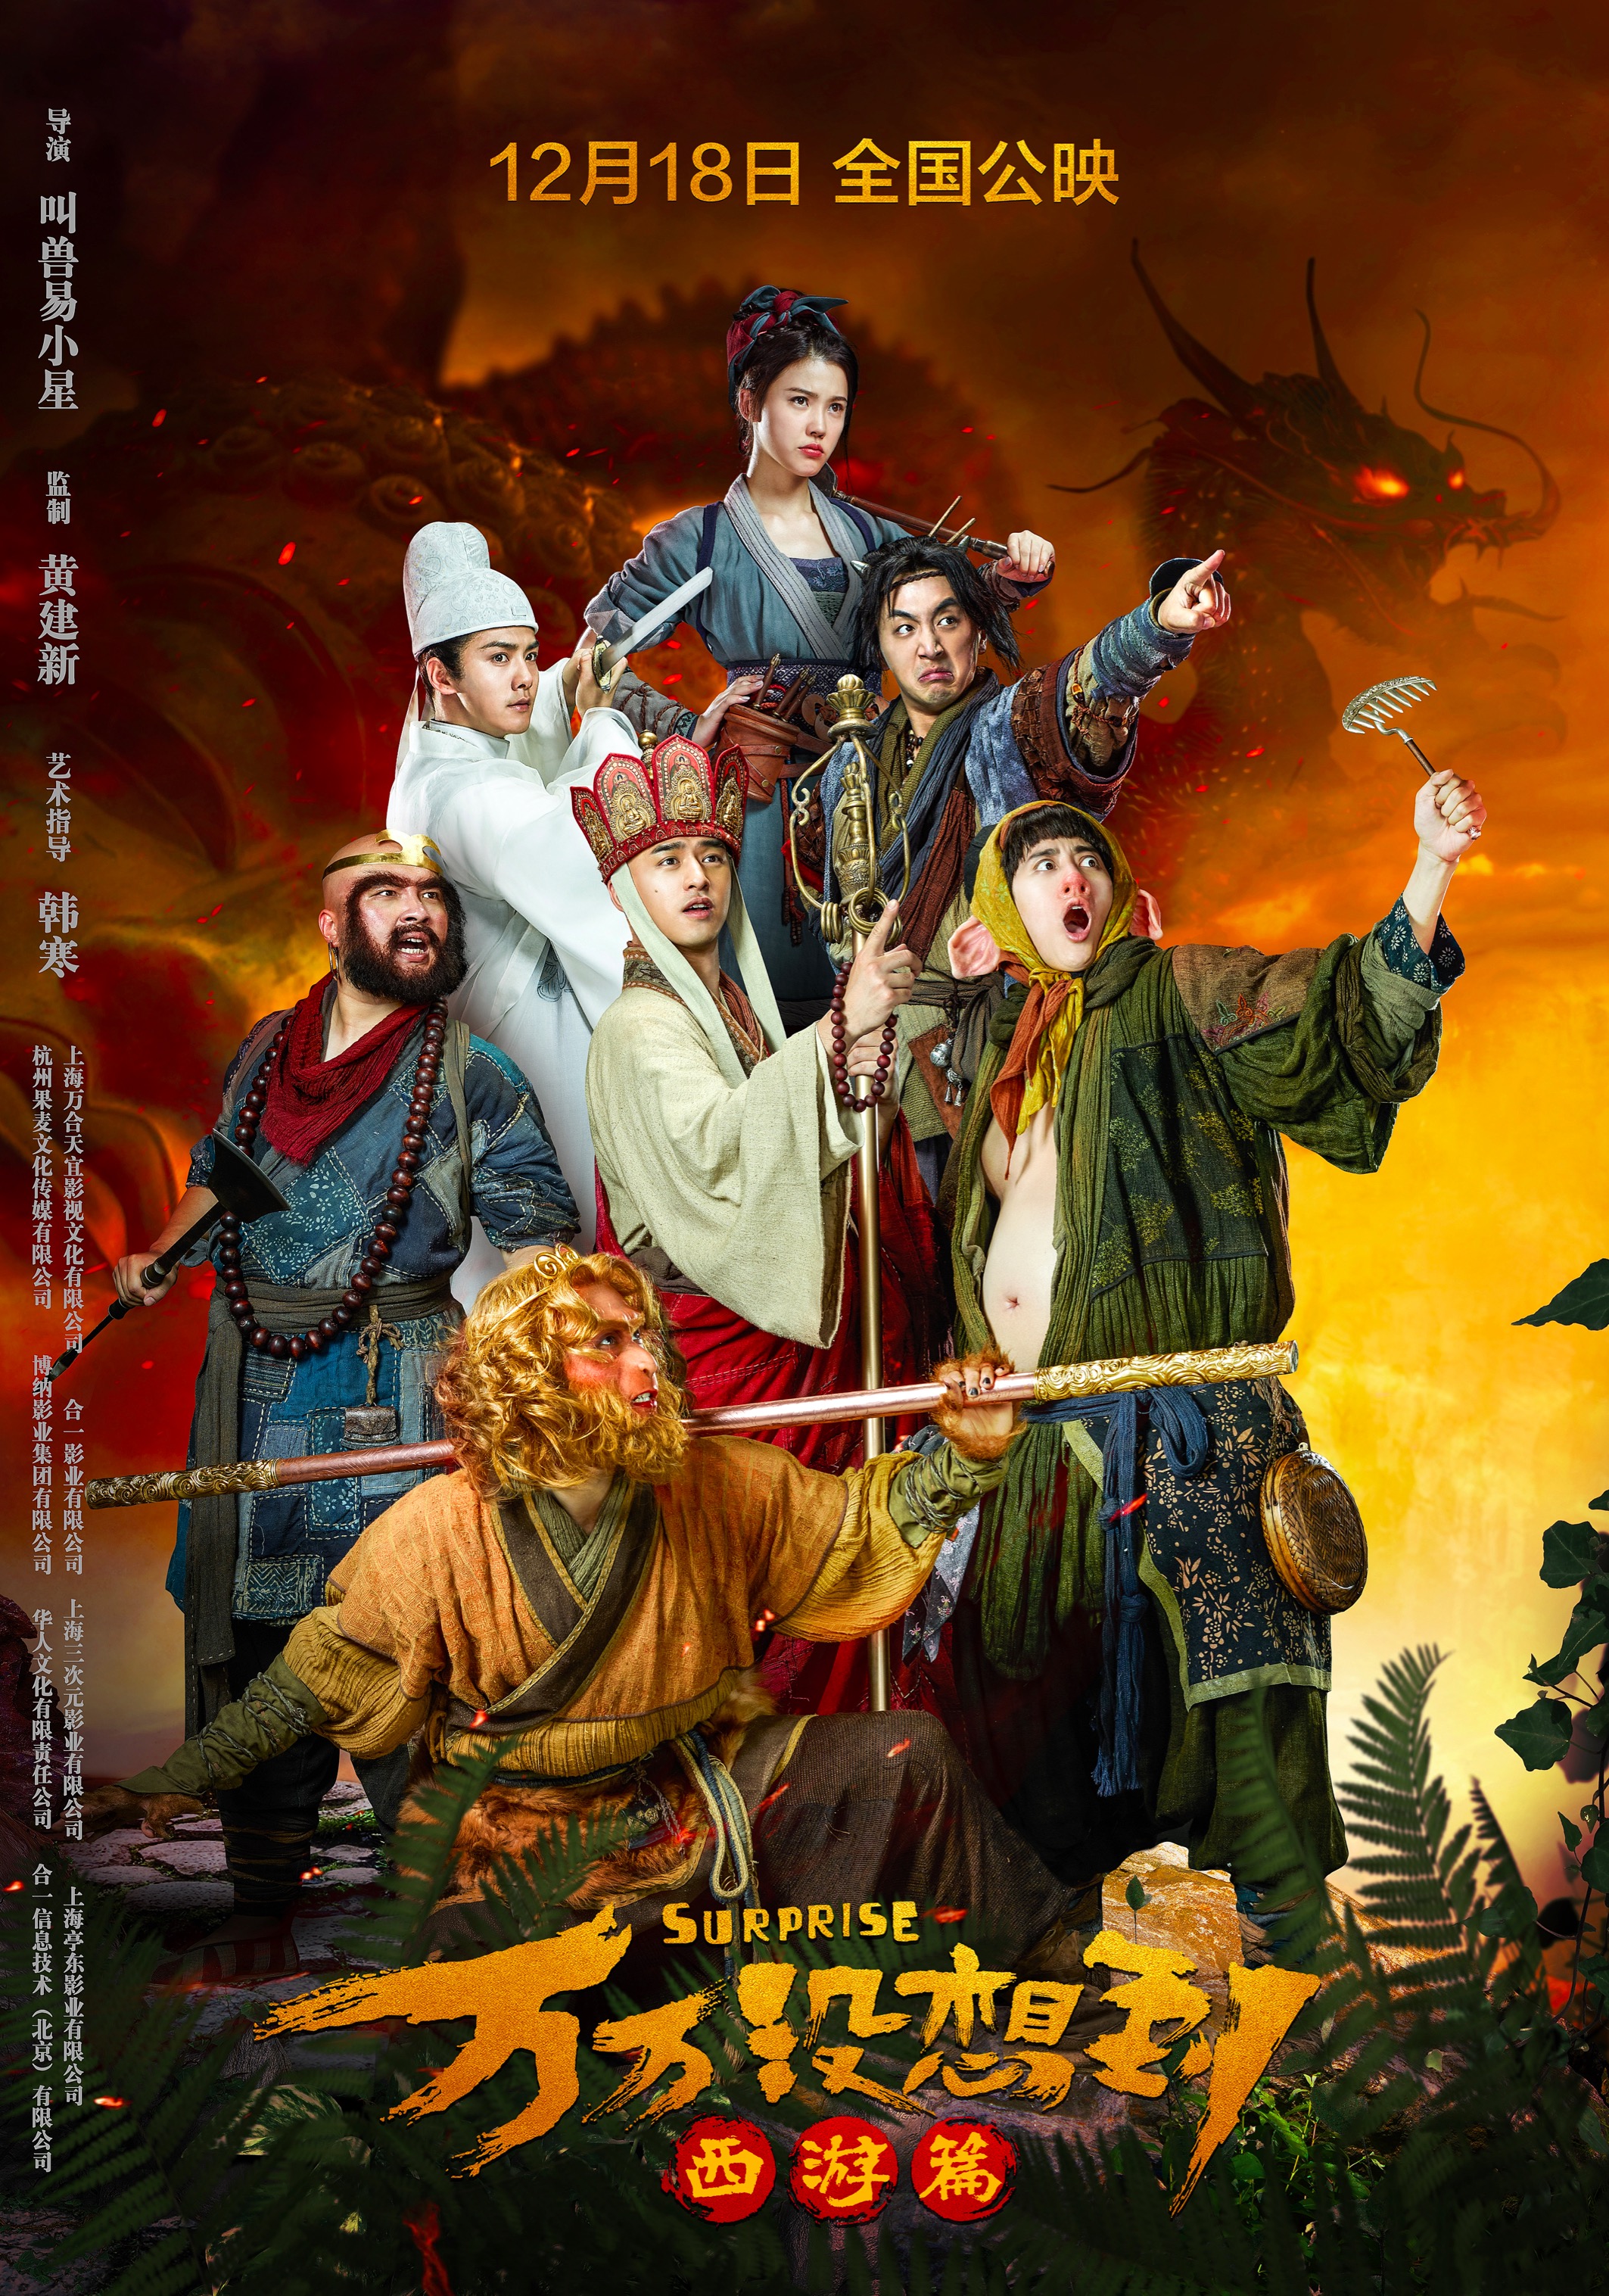 12月18日 全国公映
导演 叫兽易小星
监制 黄建新
艺术指导 韩寒
上海万合天宜影视文化有限公司 合一影业有限公司 上海三次元影业有限公司 上海亭东影业有限公司
杭州果麦文化传媒有限公司 博纳影业集团有限公司 华人文化有限责任公司 合一信息技术（北京）有限公司
SURPRISE
万万没想到
西游篇